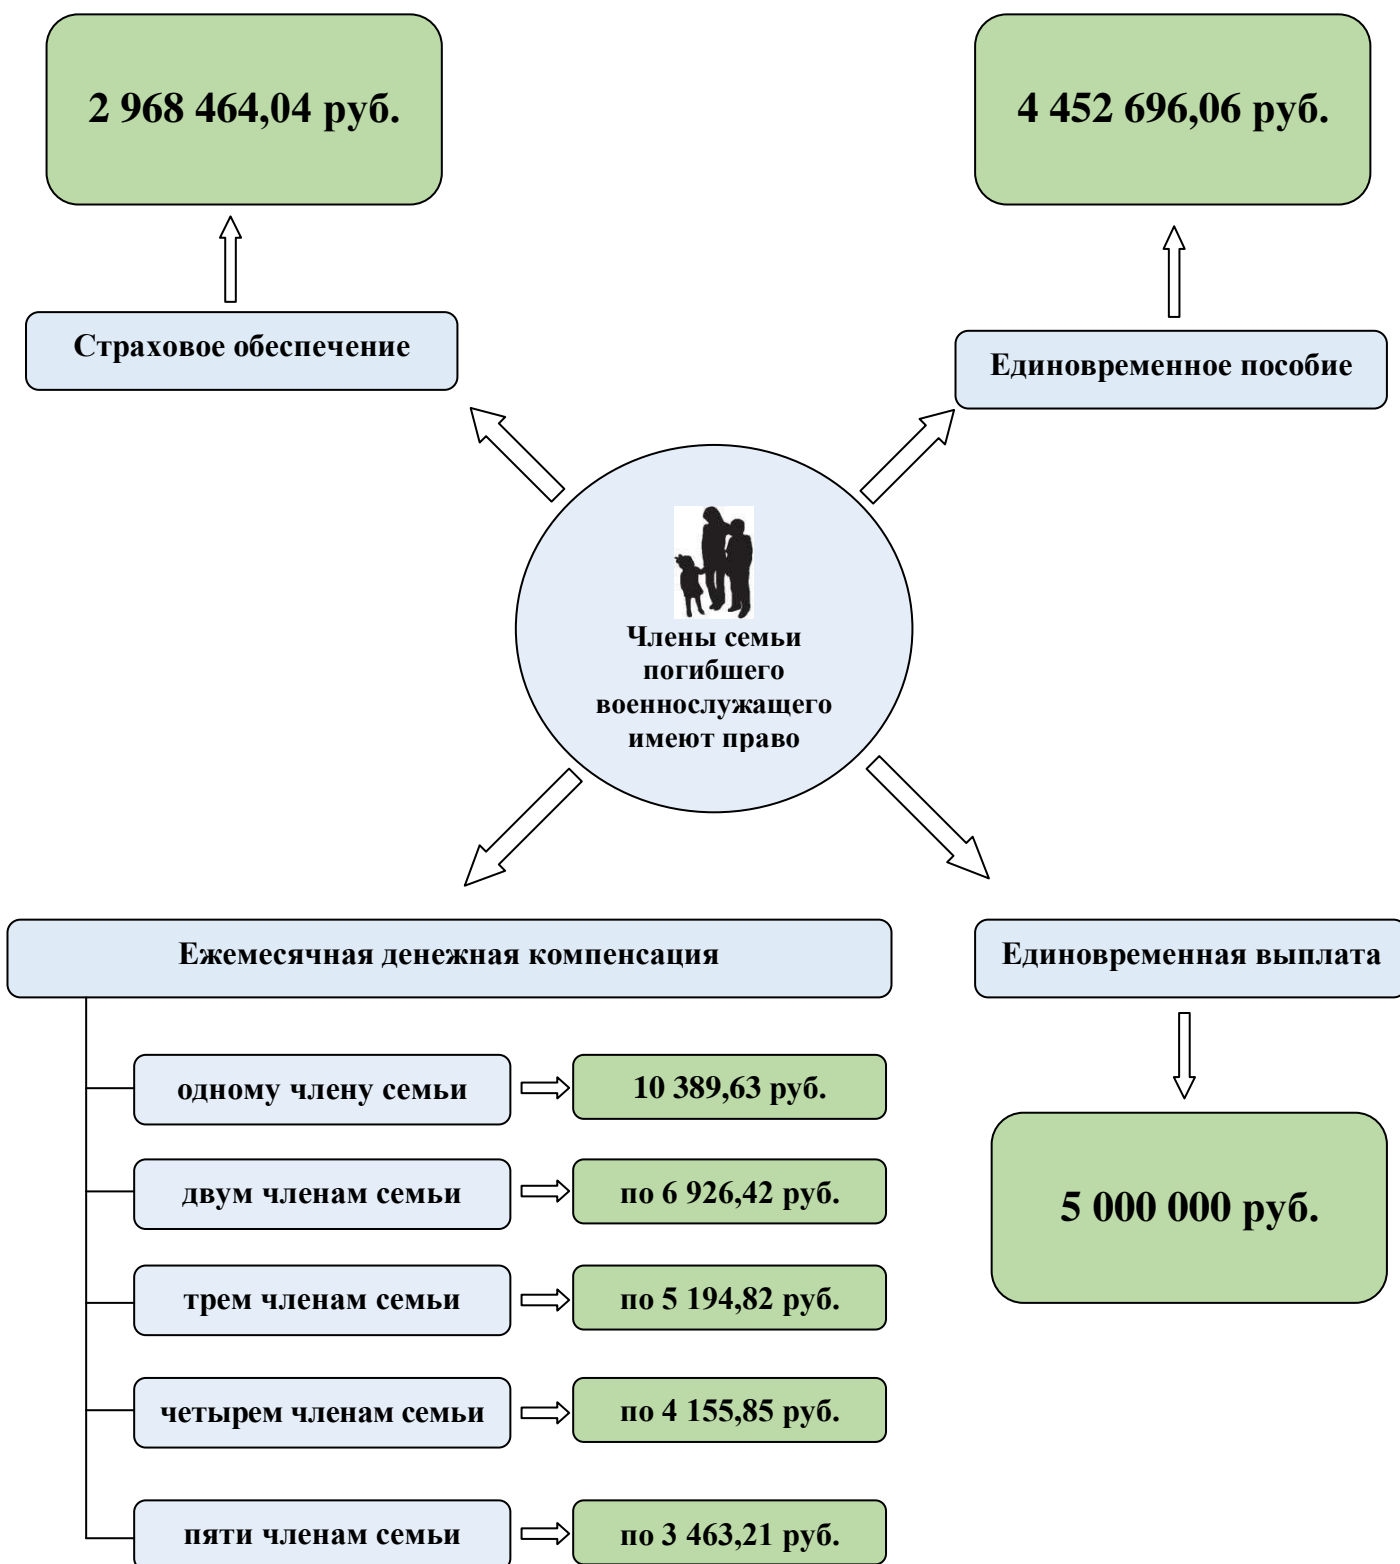 2 968 464,04 руб.
4 452 696,06 руб.
Страховое обеспечение
Единовременное пособие
Члены семьи
погибшего
военнослужащего
имеют право
Ежемесячная денежная компенсация
Единовременная выплата
одному члену семьи
10 389,63 руб.
двум членам семьи
по 6 926,42 руб.
трем членам семьи
по 5 194,82 руб.
четырем членам семьи
по 4 155,85 руб.
пяти членам семьи
по 3 463,21 руб.
5 000 000 руб.